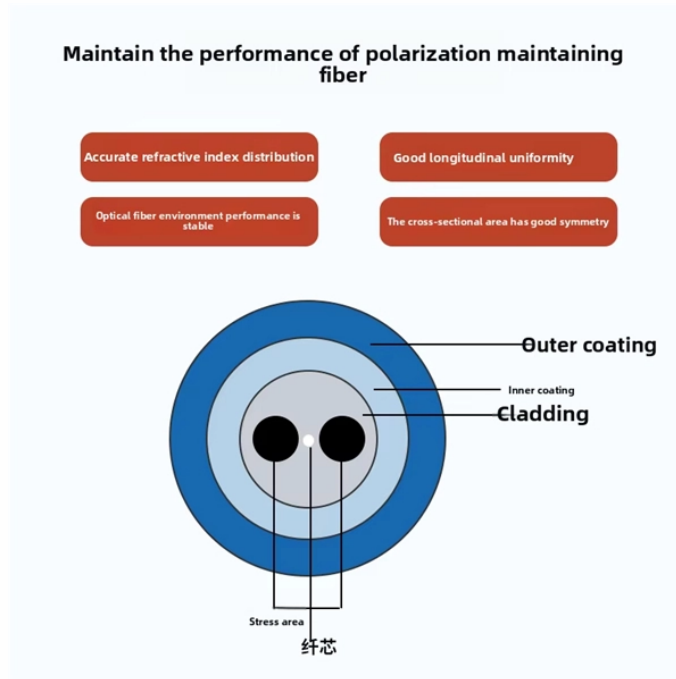 Maintain the performance of polarization maintaining
fiber
Accurate refractive index distribution
Good longitudinal uniformity
Optical fiber environment performance is
stable
The cross-sectional area has good symmetry
Outer coating
Inner coating
Cladding
Stress area
纤芯